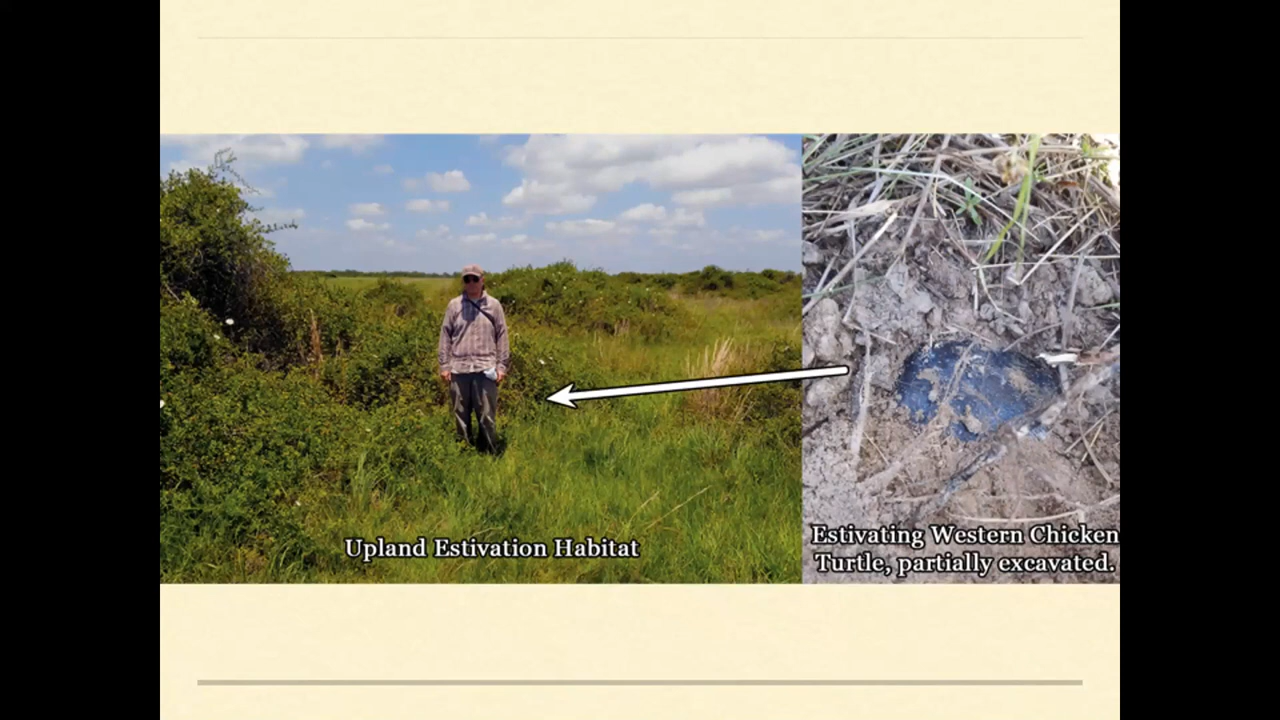 Upland Estivation Habitat
Estivating Western Chicken
Turtle, partially excavated.